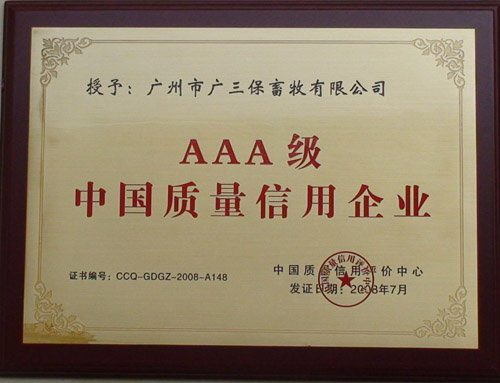 授予：广州市广三保畜牧有限公司
AAA级
中国质量信用企业
证书编号：CCQ-GDGZ-2008-A148
中国质量信用评价中心
发证日期：2008年7月